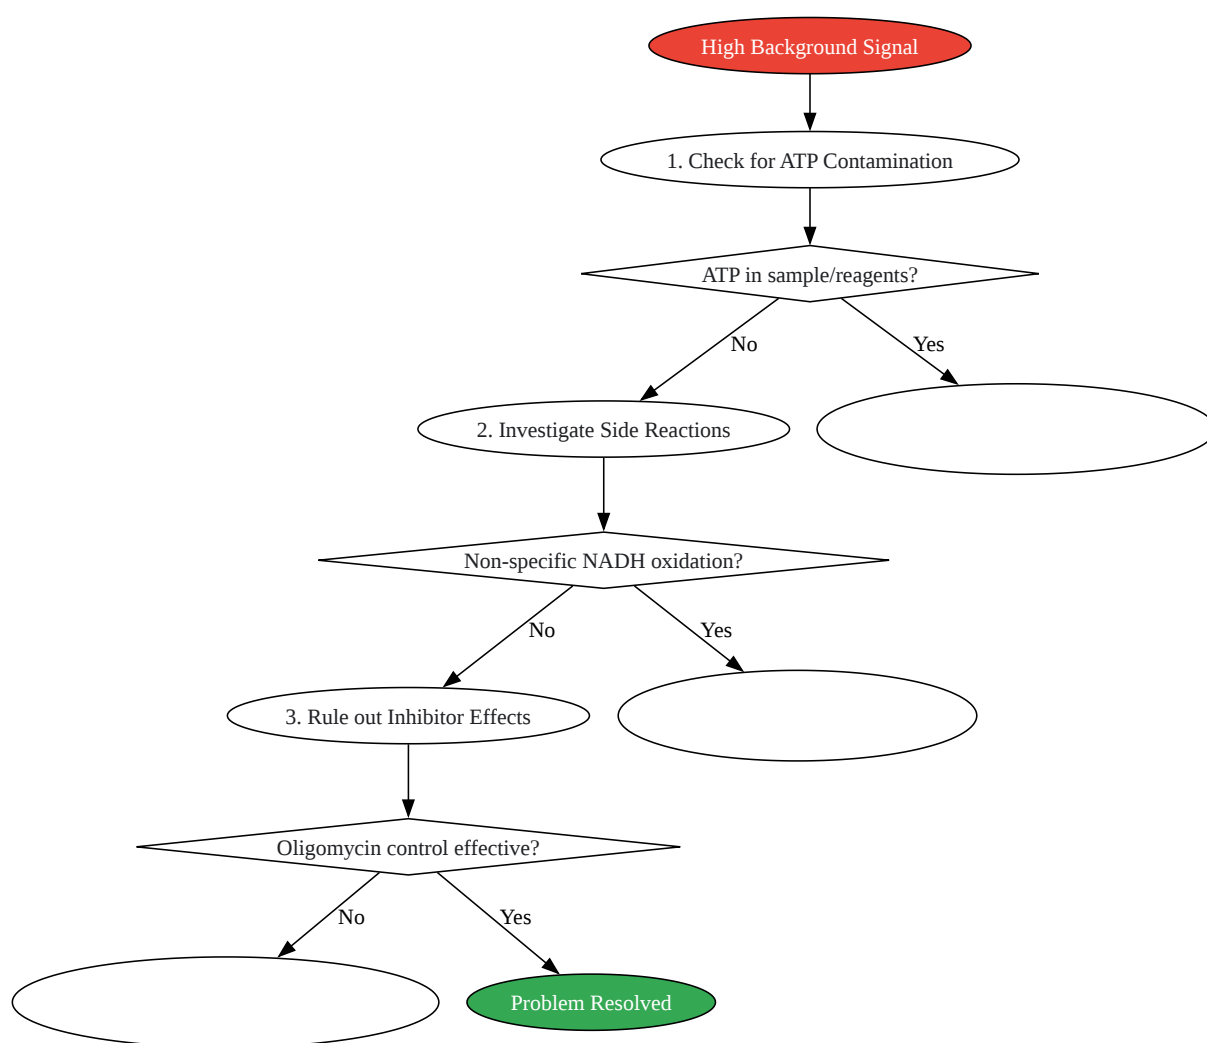 High Background Signal
1. Check for ATP Contamination
ATP in sample/reagents?
No
Yes
2. Investigate Side Reactions
Non-specific NADH oxidation?
No
Yes
3. Rule out Inhibitor Effects
Oligomycin control effective?
No
Yes
Problem Resolved